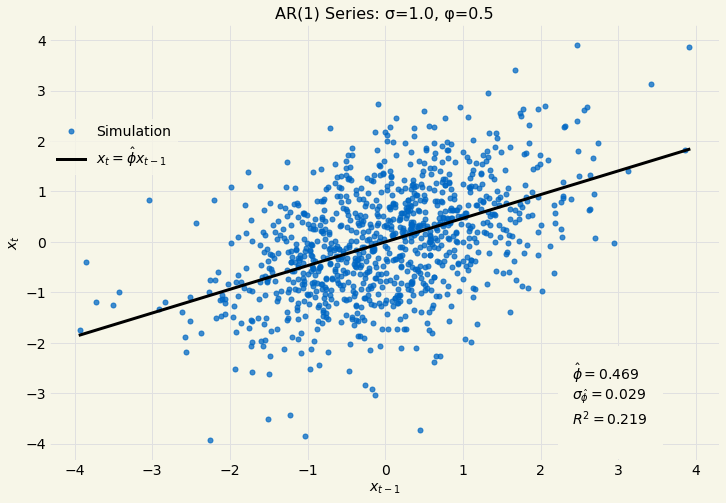 AR(1) Series: σ=1.0, φ=0.5
4
3
2
1
0
−1
−2
−3
−4
x_t
Simulation
x_t = ϕ̂x_{t−1}
ϕ̂ = 0.469
σ_ϕ̂ = 0.029
R² = 0.219
−4 −3 −2 −1 0 1 2 3 4
x_{t−1}